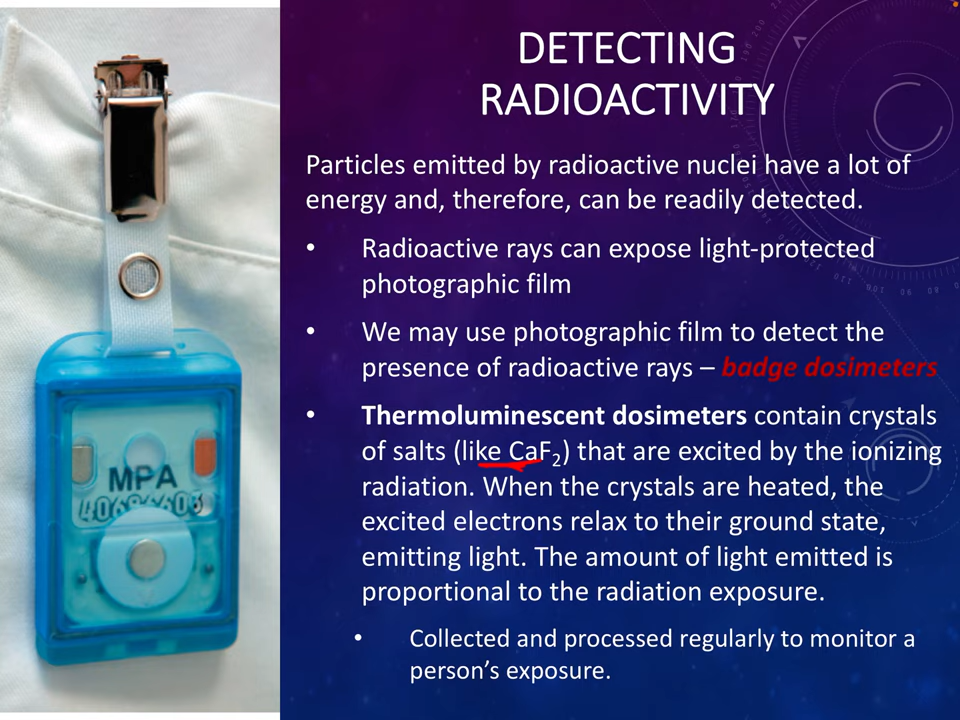 DETECTING
RADIOACTIVITY
Particles emitted by radioactive nuclei have a lot of
energy and, therefore, can be readily detected.
• Radioactive rays can expose light-protected
photographic film
• We may use photographic film to detect the
presence of radioactive rays – badge dosimeters
• Thermoluminescent dosimeters contain crystals
of salts (like CaF₂) that are excited by the ionizing
radiation. When the crystals are heated, the
excited electrons relax to their ground state,
emitting light. The amount of light emitted is
proportional to the radiation exposure.
• Collected and processed regularly to monitor a
person’s exposure.
MPA